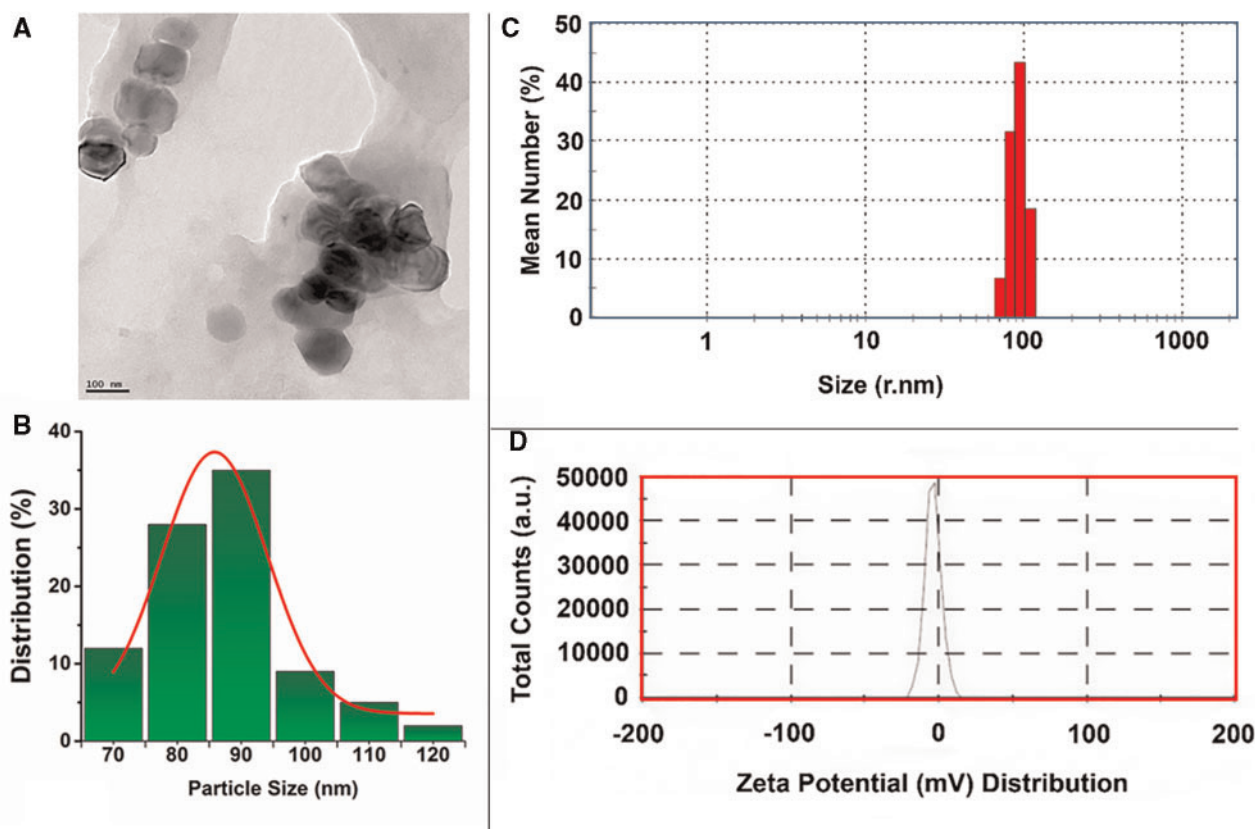 A
100 nm
B
Distribution (%)
40
30
20
10
0
70 80 90 100 110 120
Particle Size (nm)
C
Mean Number (%)
50
40
30
20
10
0
1 10 100 1000
Size (r.nm)
D
Total Counts (a.u.)
50000
40000
30000
20000
10000
0
-200 -100 0 100 200
Zeta Potential (mV) Distribution